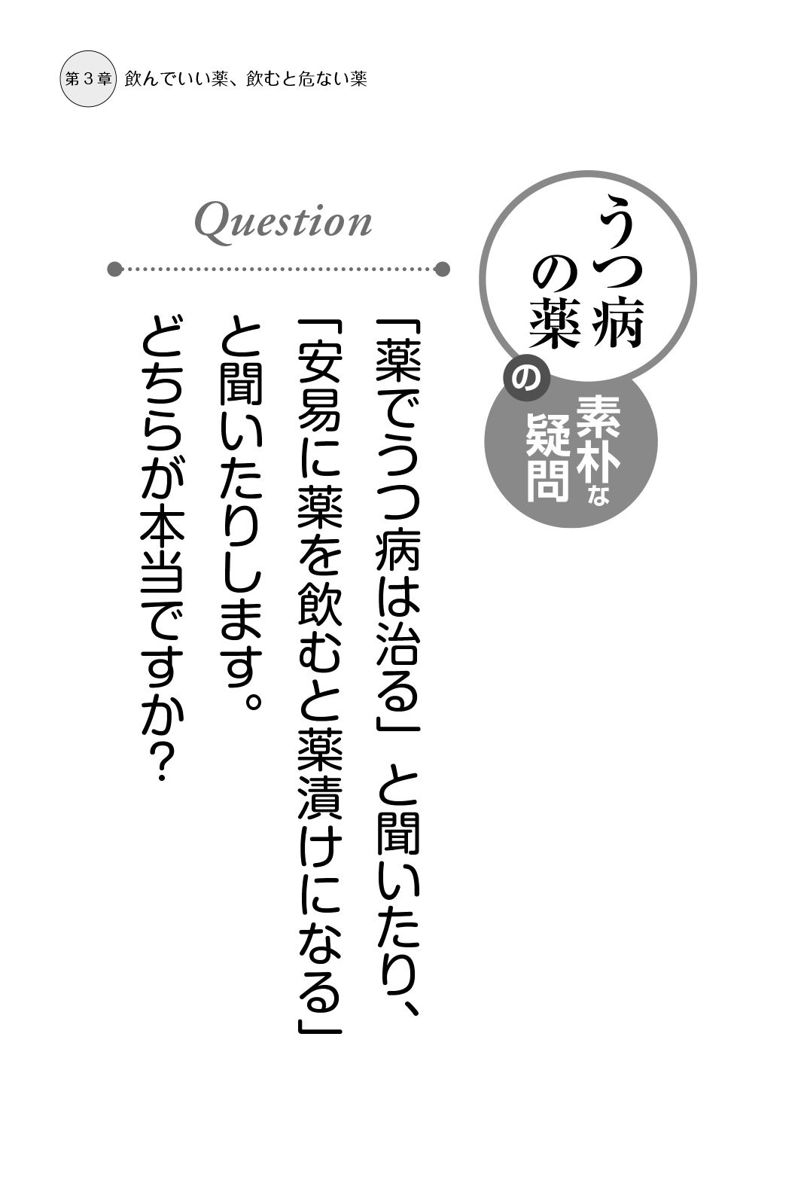 第3章 飲んでいい薬、飲むと危ない薬
うつ病
の薬
の
素朴な
疑問
Question
「薬でうつ病は治る」と聞いたり、
「安易に薬を飲むと薬漬けになる」
と聞いたりします。
どちらが本当ですか?